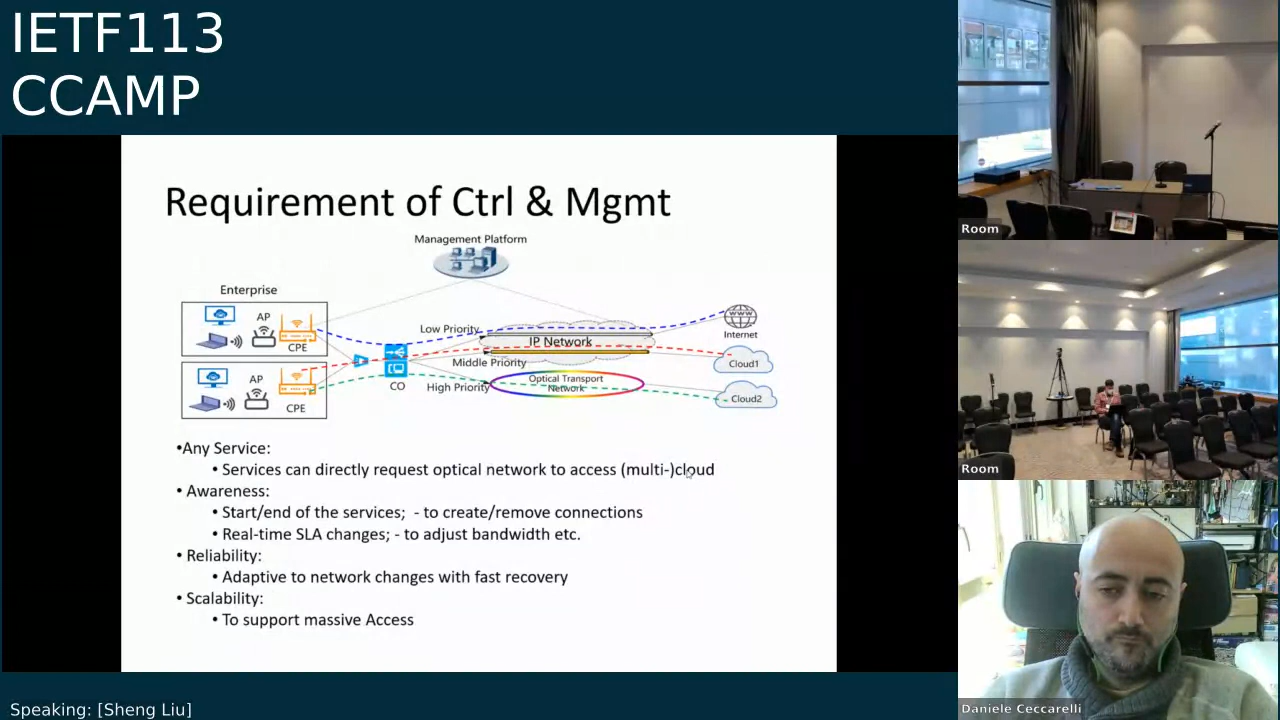 IETF113
CCAMP
Requirement of Ctrl & Mgmt
Management Platform
Enterprise
AP
CPE
AP
CPE
CO
Low Priority
IP Network
Middle Priority
High Priority
Optical Transport
Network
WWW
Internet
Cloud1
Cloud2
•Any Service:
• Services can directly request optical network to access (multi-)cloud
• Awareness:
• Start/end of the services;  - to create/remove connections
• Real-time SLA changes; - to adjust bandwidth etc.
• Reliability:
• Adaptive to network changes with fast recovery
• Scalability:
• To support massive Access
Speaking: [Sheng Liu]
Room
Room
Daniele Ceccarelli